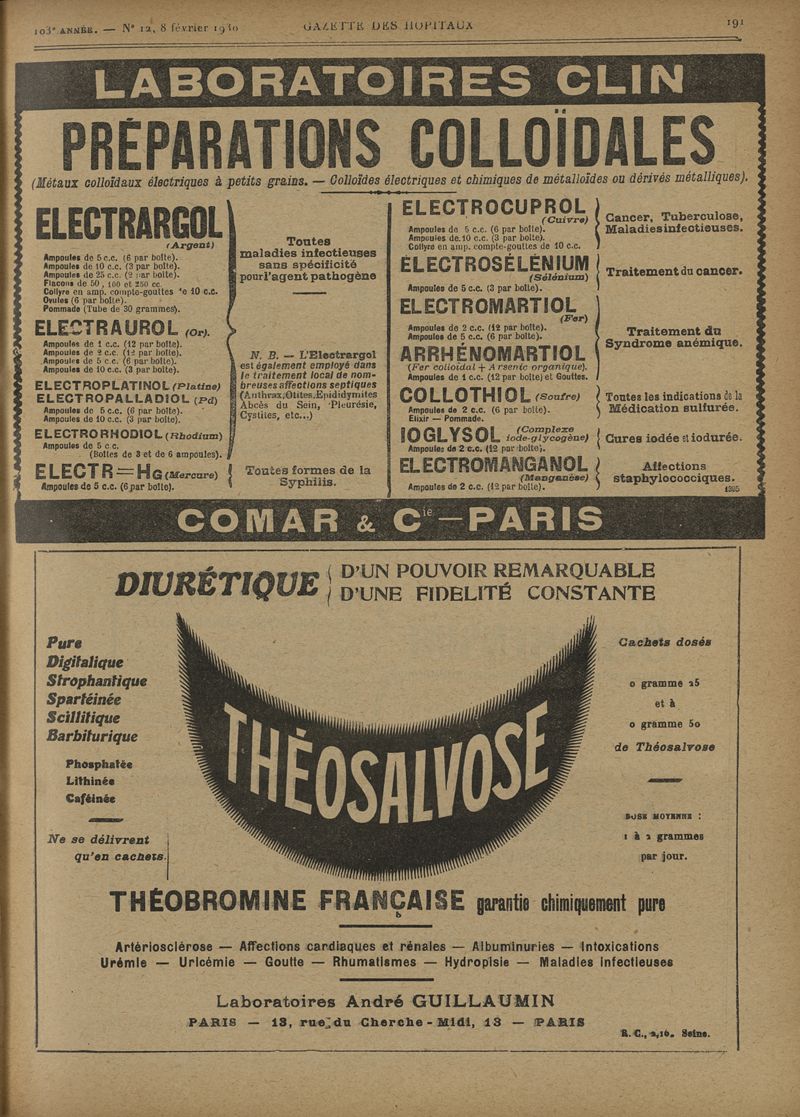 103e ANNÉE. — No 12, 8 février 1930
GAZETTE DES HOPITAUX
191
LABORATOIRES CLIN
PRÉPARATIONS COLLOÏDALES
(Métaux colloïdaux électriques à petits grains. — Colloïdes électriques et chimiques de métalloïdes ou dérivés métalliques).
ELECTRARGOL
(Argent)
Ampoules de 5 c.c. (6 par boîte).
Ampoules de 10 c.c. (3 par boîte).
Ampoules de 25 c.c. (2 par boîte).
Flacons de 50, 100 et 250 cc.
Collyre en amp. compte-gouttes de 10 c.c.
Ovules (6 par boîte).
Pommade (Tube de 30 grammes).
ELECTRAUROL (Or).
Ampoules de 1 c.c. (12 par boîte).
Ampoules de 2 c.c. (12 par boîte).
Ampoules de 5 c.c. (6 par boîte).
Ampoules de 10 c.c. (3 par boîte).
ELECTROPLATINOL (Platine)
ELECTROPALLADIOL (Pd)
Ampoules de 5 c.c. (6 par boîte).
Ampoules de 10 c.c. (3 par boîte).
ELECTRORHODIOL (Rhodium)
Ampoules de 5 c.c.
(Boîtes de 3 et de 6 ampoules).
Toutes
maladies infectieuses
sans spécificité
pour l'agent pathogène
N. B. — L'Electrargol
est également employé dans
le traitement local de nom-
breuses affections septiques
(Anthrax, Otites, Epididymites
Abcès du Sein, Pleurésie,
Cystites, etc...)
ELECTR=Hg (Mercure)
Ampoules de 5 c.c. (6 par boîte).
Toutes formes de la
Syphilis.
ELECTROCUPROL
(Cuivre)
Ampoules de 5 c.c. (6 par boîte).
Ampoules de 10 c.c. (3 par boîte).
Collyre en amp. compte-gouttes de 10 c.c.
Cancer, Tuberculose,
Maladies infectieuses.
ÉLECTROSÉLÉNIUM
(Sélénium)
Ampoules de 5 c.c. (3 par boîte).
Traitement du cancer.
ELECTROMARTIOL
(Fer)
Ampoules de 2 c.c. (12 par boîte).
Ampoules de 5 c.c. (6 par boîte).
ARRHÉNOMARTIOL
(Fer colloïdal + Arsenic organique).
Ampoules de 1 c.c. (12 par boîte) et Gouttes.
Traitement du
Syndrome anémique.
COLLOTHIOL (Soufre)
Ampoules de 2 c.c. (6 par boîte).
Elixir — Pommade.
Toutes les indications de la
Médication sulfurée.
IOGLYSOL (Complexe
iode-glycogène)
Ampoules de 2 c.c. (12 par boîte).
Cures iodée et iodurée.
ELECTROMANGANOL
(Manganèse)
Ampoules de 2 c.c. (12 par boîte).
Affections
staphylococciques.
1395
COMAR & Cie — PARIS
DIURÉTIQUE
D'UN POUVOIR REMARQUABLE
D'UNE FIDELITÉ CONSTANTE
Pure
Digitalique
Strophantique
Spartéinée
Scillitique
Barbiturique
Phosphatée
Lithinée
Caféinée
Ne se délivrent
qu'en cachets.
THÉOSALVOSE
Cachets dosés
0 gramme 25
et à
0 gramme 50
de Théosalvose
DOSE MOYENNE :
1 à 2 grammes
par jour.
THÉOBROMINE FRANÇAISE garantie chimiquement pure
b
Artériosclérose — Affections cardiaques et rénales — Albuminuries — Intoxications
Urémie — Uricémie — Goutte — Rhumatismes — Hydropisie — Maladies Infectieuses
Laboratoires André GUILLAUMIN
PARIS — 13, rue du Cherche-Midi, 13 — PARIS
R. C., 2,16. Seine.